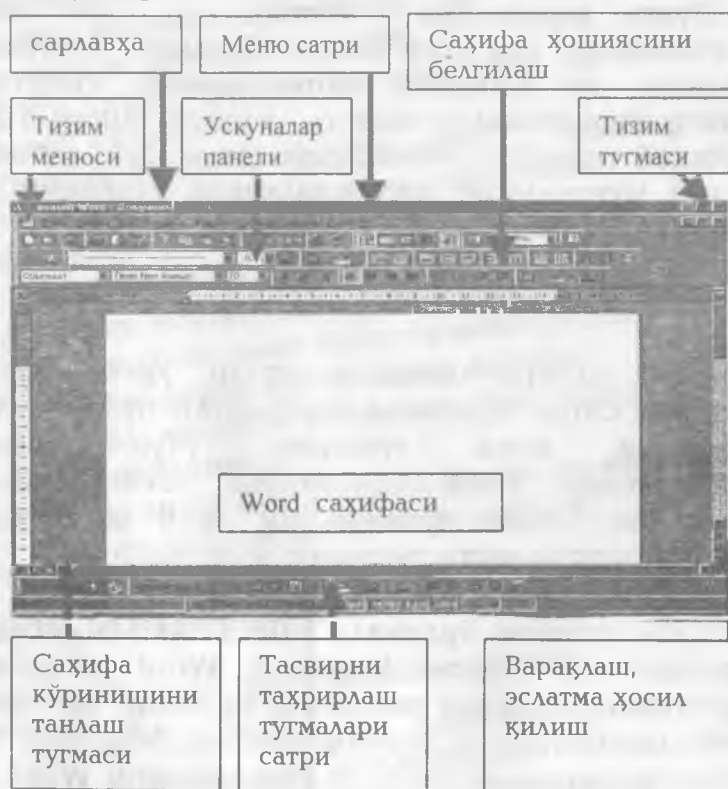 сарлавҳа
Меню сатри
Саҳифа ҳошиясини
белгилаш
Тизим
менюси
Ускуналар
панели
Тизим
тугмаси
Word саҳифаси
Саҳифа
кўринишини
танлаш
тугмаси
Тасвирни
таҳрирлаш
тугмалари
сатри
Варақлаш,
эслатма ҳосил
қилиш